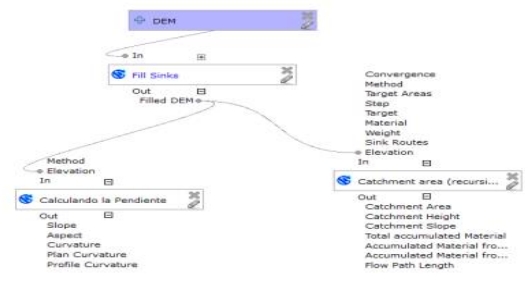 DEM
In
Fill Sinks
Out
Filled DEM
Method
Elevation
In
Calculando la Pendiente
Out
Slope
Aspect
Curvature
Plan Curvature
Profile Curvature
Convergence
Method
Target Areas
Step
Target
Material
Weight
Sink Routes
Elevation
In
Catchment area (recursi...
Out
Catchment Area
Catchment Height
Catchment Slope
Total accumulated Material
Accumulated Material fro...
Accumulated Material fro...
Flow Path Length